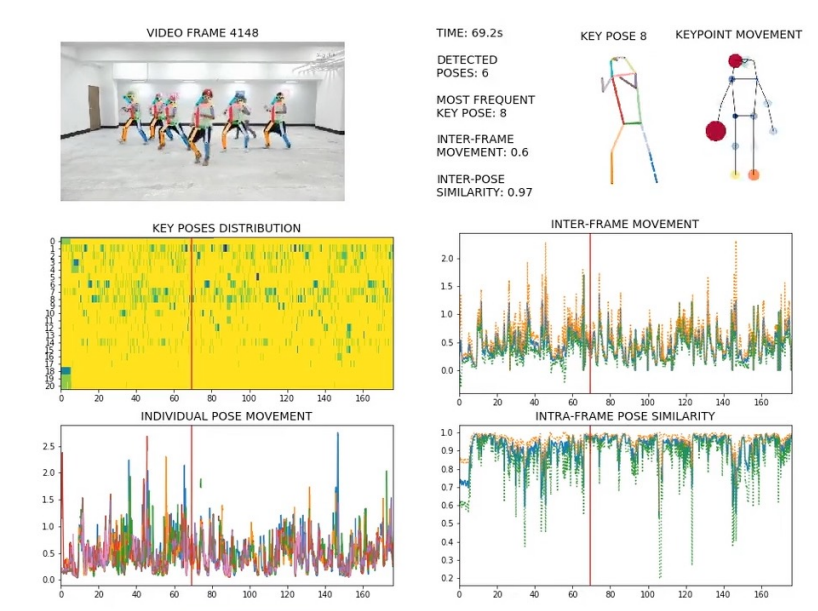 VIDEO FRAME 4148
TIME: 69.2s
DETECTED
POSES: 6
MOST FREQUENT
KEY POSE: 8
INTER-FRAME
MOVEMENT: 0.6
INTER-POSE
SIMILARITY: 0.97
KEY POSE 8
KEYPOINT MOVEMENT
KEY POSES DISTRIBUTION
0
1
2
3
4
5
6
7
8
9
10
11
12
13
14
15
16
17
18
19
20
0 20 40 60 80 100 120 140 160
INTER-FRAME MOVEMENT
2.0
1.5
1.0
0.5
0.0
0 20 40 60 80 100 120 140 160
INDIVIDUAL POSE MOVEMENT
2.5
2.0
1.5
1.0
0.5
0.0
0 20 40 60 80 100 120 140 160
INTRA-FRAME POSE SIMILARITY
1.0
0.9
0.8
0.7
0.6
0.5
0.4
0.3
0.2
0 20 40 60 80 100 120 140 160